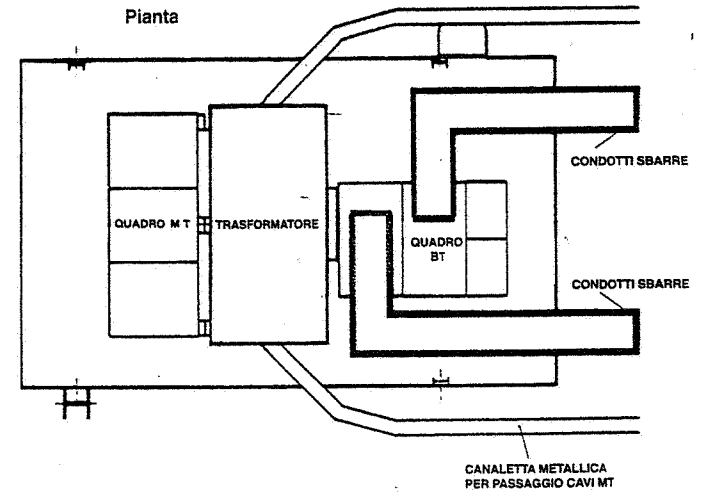 Pianta
CONDOTTI SBARRE
QUADRO M T
TRASFORMATORE
QUADRO
BT
CONDOTTI SBARRE
CANALETTA METALLICA
PER PASSAGGIO CAVI MT